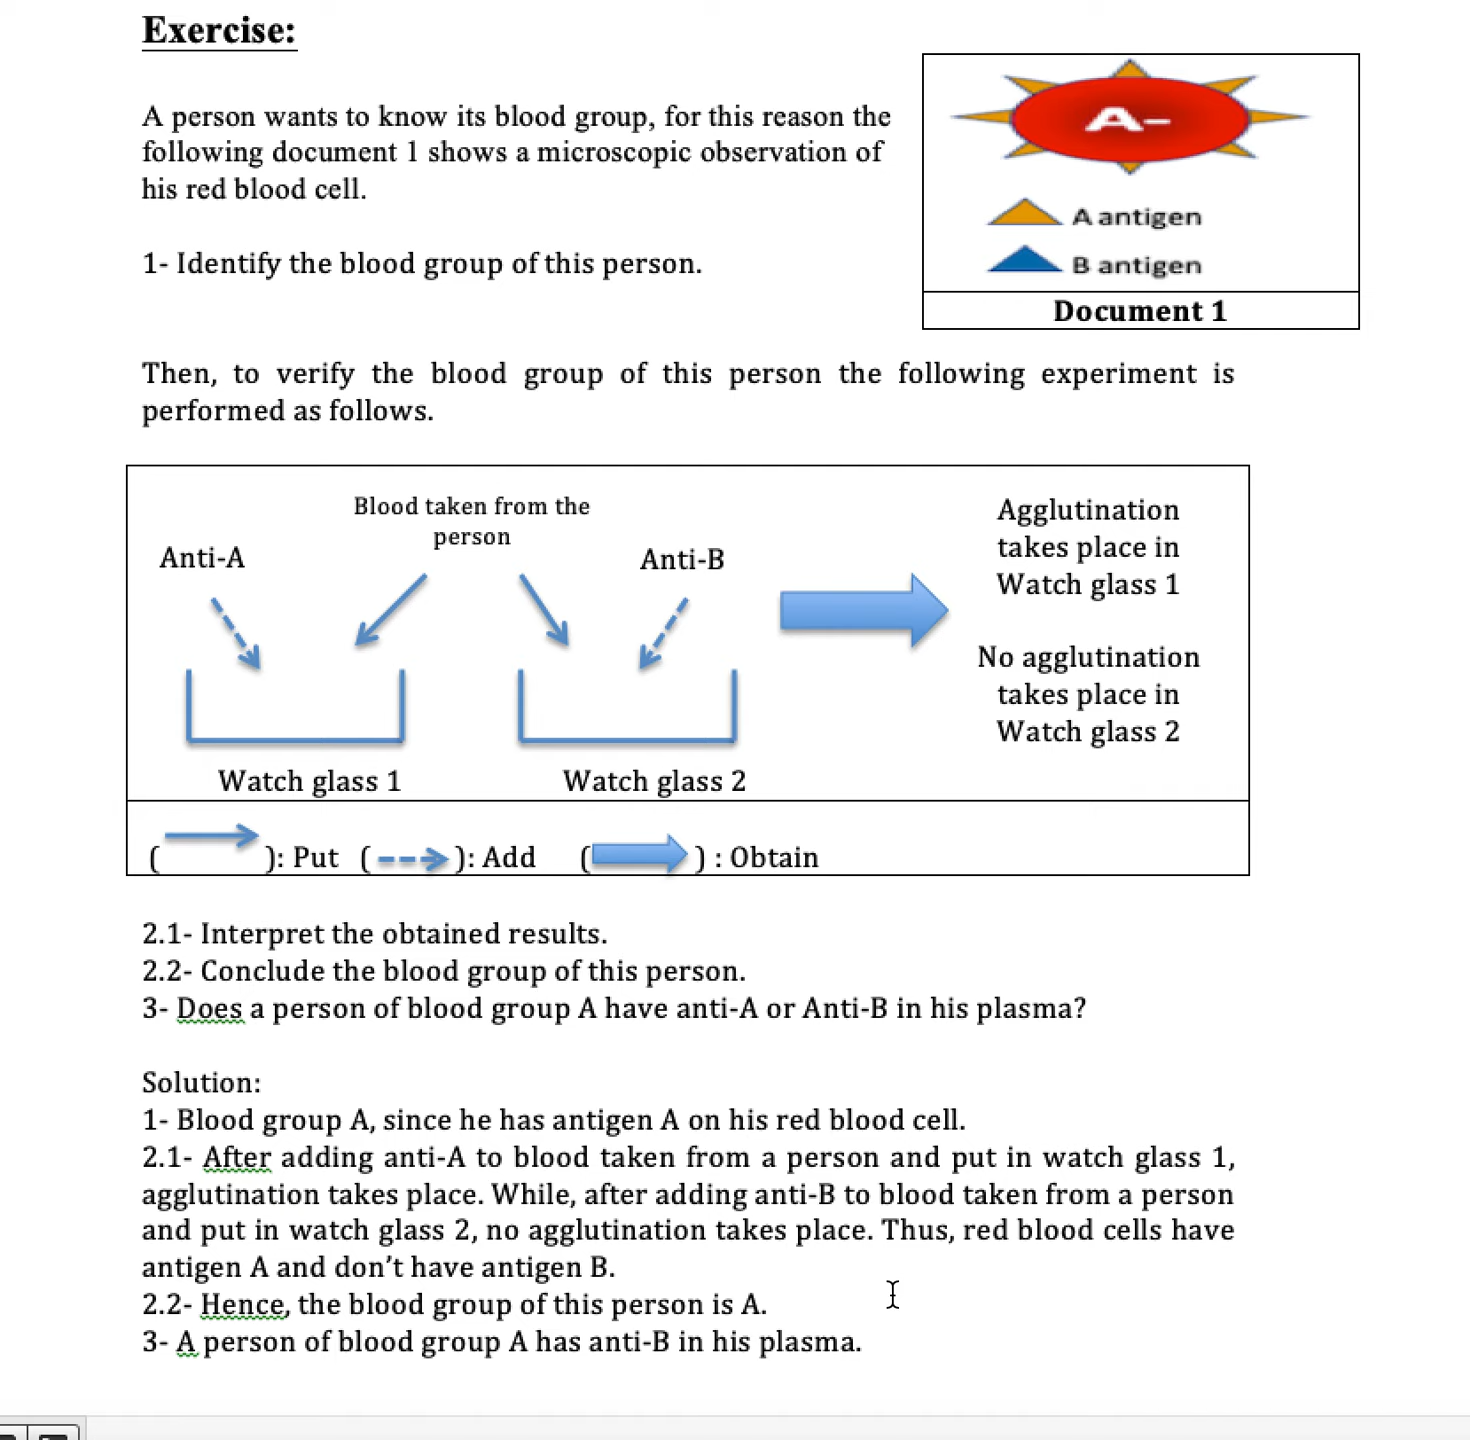 Exercise:
A person wants to know its blood group, for this reason the
following document 1 shows a microscopic observation of
his red blood cell.
1- Identify the blood group of this person.
A-
A antigen
B antigen
Document 1
Then, to verify the blood group of this person the following experiment is
performed as follows.
Blood taken from the
person
Anti-A
Anti-B
Agglutination
takes place in
Watch glass 1
No agglutination
takes place in
Watch glass 2
Watch glass 1
Watch glass 2
( ): Put ( ): Add ( ) : Obtain
2.1- Interpret the obtained results.
2.2- Conclude the blood group of this person.
3- Does a person of blood group A have anti-A or Anti-B in his plasma?
Solution:
1- Blood group A, since he has antigen A on his red blood cell.
2.1- After adding anti-A to blood taken from a person and put in watch glass 1,
agglutination takes place. While, after adding anti-B to blood taken from a person
and put in watch glass 2, no agglutination takes place. Thus, red blood cells have
antigen A and don’t have antigen B.
2.2- Hence, the blood group of this person is A.
3- A person of blood group A has anti-B in his plasma.